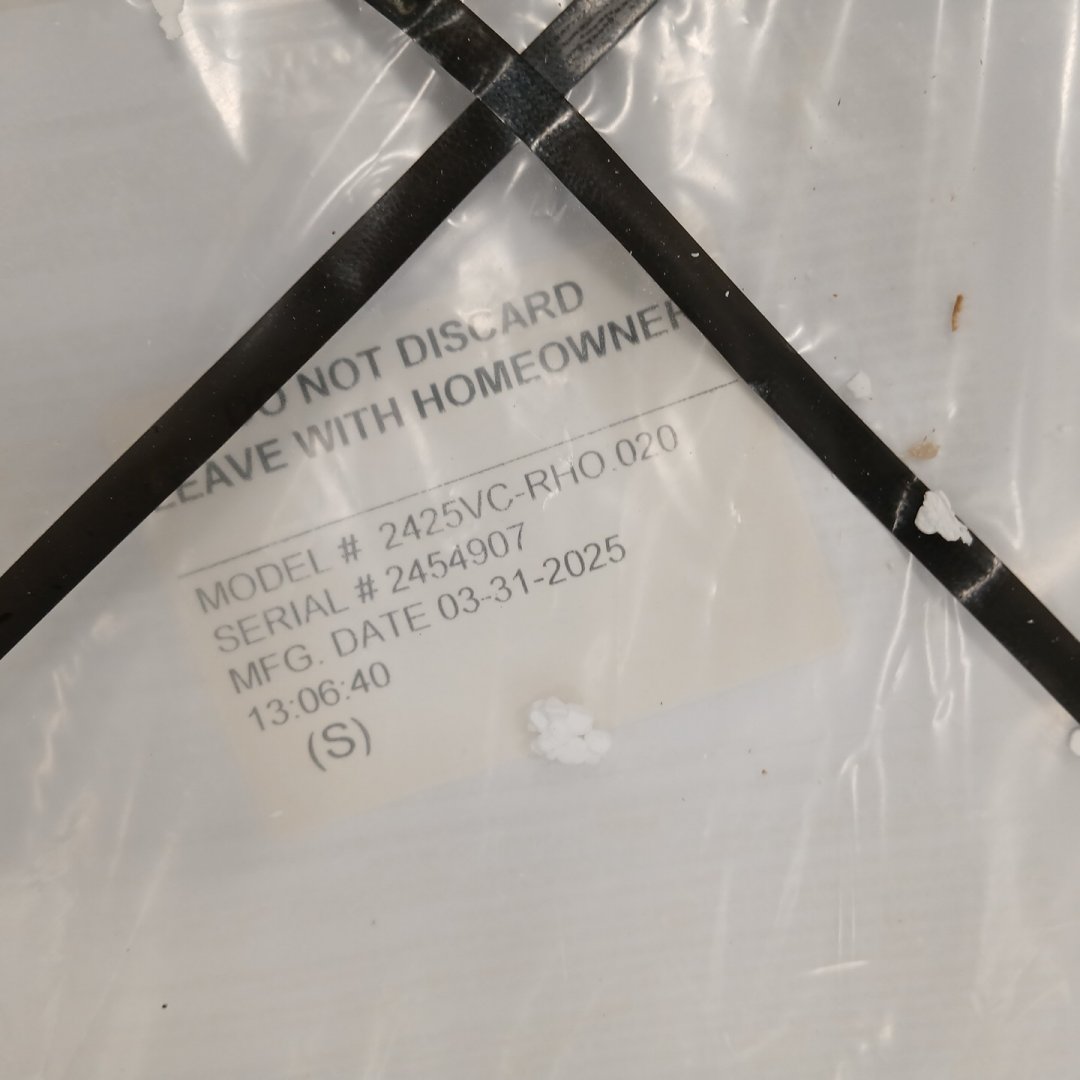 DO NOT DISCARD
LEAVE WITH HOMEOWNER
MODEL # 2425VC-RHO.020
SERIAL # 2454907
MFG. DATE 03-31-2025
13:06:40
(S)